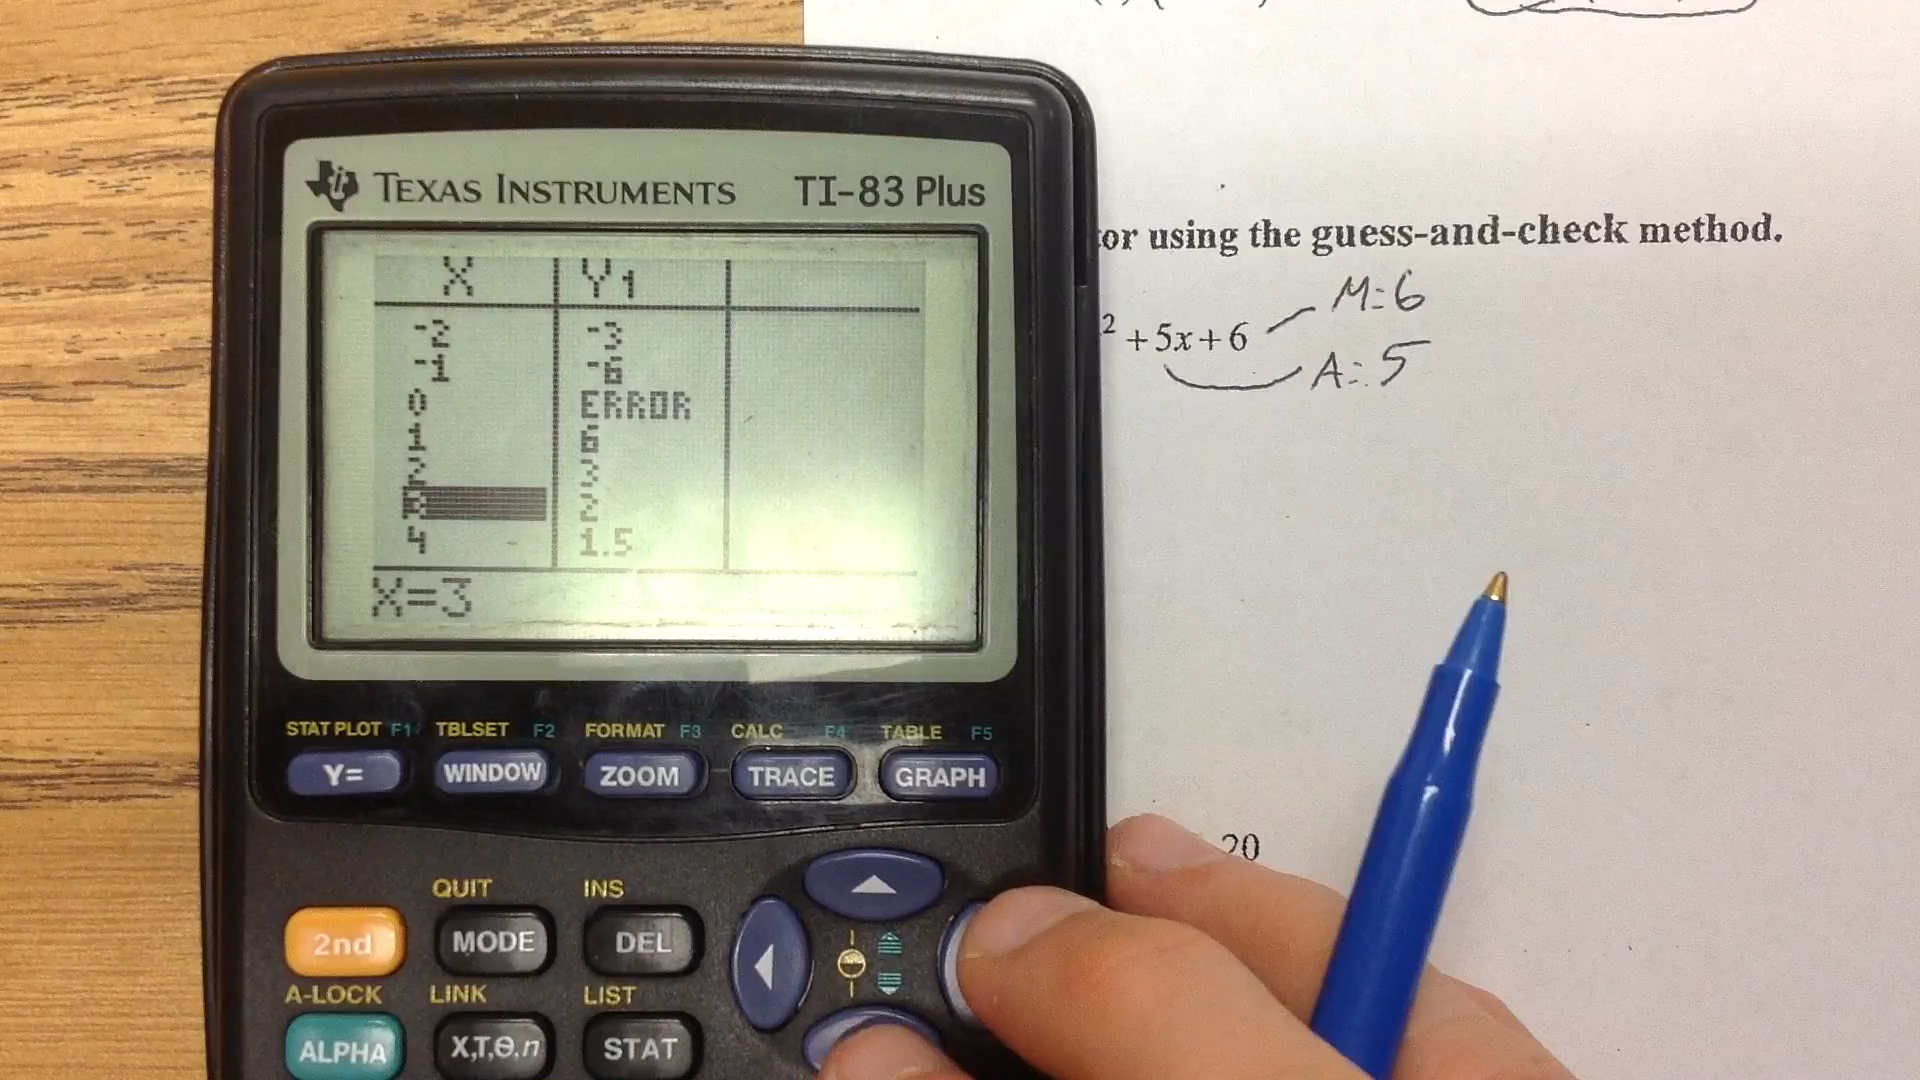 TEXAS INSTRUMENTS TI-83 Plus
X Y1
-2 -3
-1 -6
0 ERROR
1 6
2 3
3 2
4 1.5
X=3
STAT PLOT F1 TBLSET F2 FORMAT F3 CALC F4 TABLE F5
Y= WINDOW ZOOM TRACE GRAPH
QUIT INS
2nd MODE DEL
A-LOCK LINK LIST
ALPHA X,T,Θ,n STAT
or using the guess-and-check method.
M: 6
2 + 5x + 6
A: 5
20